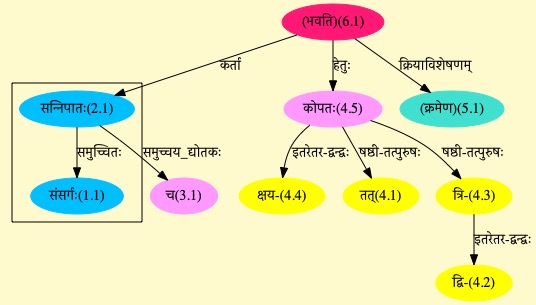 (भवति)(6.1)
कर्ता हेतुः क्रियाविशेषणम्
सन्निपातः(2.1) कोपतः(4.5) (क्रमेण)(5.1)
समुच्चितः समुच्चय_द्योतकः इतरेतर-द्वन्द्वः षष्ठी-तत्पुरुषः षष्ठी-तत्पुरुषः
संसर्गः(1.1) च(3.1) क्षय-(4.4) तत्(4.1) त्रि-(4.3)
इतरेतर-द्वन्द्वः
द्वि-(4.2)